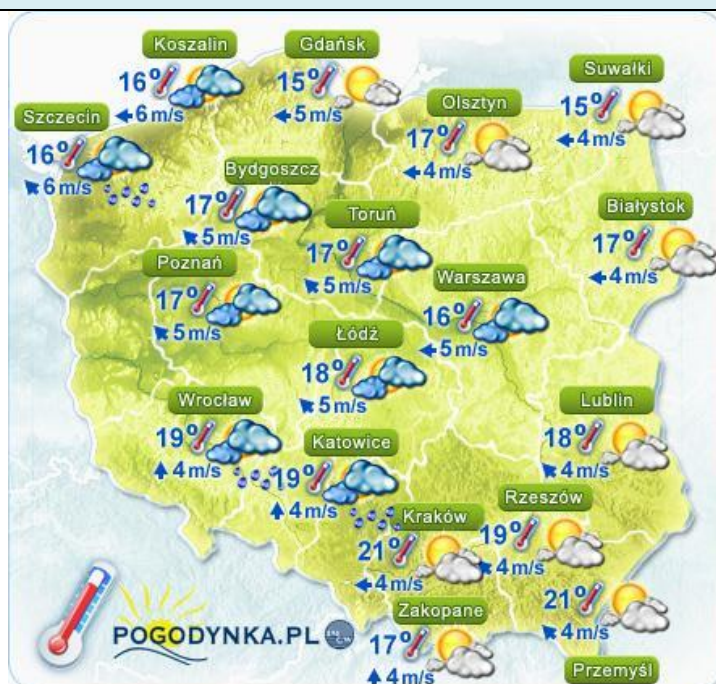 Koszalin
16°
6 m/s
Gdańsk
15°
5 m/s
Suwałki
15°
4 m/s
Szczecin
16°
6 m/s
Olsztyn
17°
4 m/s
Bydgoszcz
17°
5 m/s
Toruń
17°
5 m/s
Białystok
17°
4 m/s
Poznań
17°
5 m/s
Warszawa
16°
5 m/s
Łódź
18°
5 m/s
Wrocław
19°
4 m/s
Katowice
19°
4 m/s
Lublin
18°
4 m/s
Kraków
21°
4 m/s
Rzeszów
19°
4 m/s
Zakopane
17°
4 m/s
21°
4 m/s
Przemyśl
POGODYNKA.PL